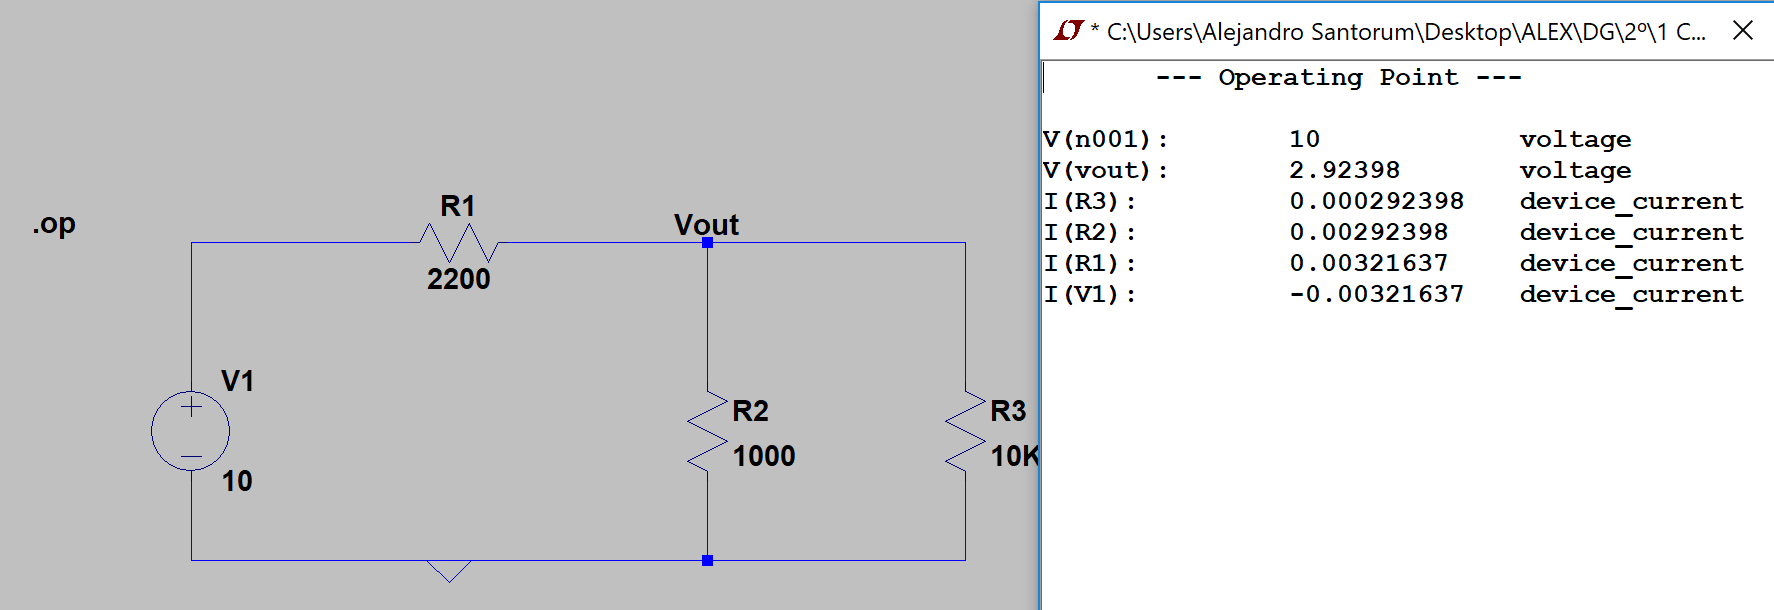 .op
R1
2200
Vout
V1
10
R2
1000
R3
10K
* C:\Users\Alejandro Santorum\Desktop\ALEX\DG\2º\1 C...
--- Operating Point ---
V(n001): 10 voltage
V(vout): 2.92398 voltage
I(R3): 0.000292398 device_current
I(R2): 0.00292398 device_current
I(R1): 0.00321637 device_current
I(V1): -0.00321637 device_current